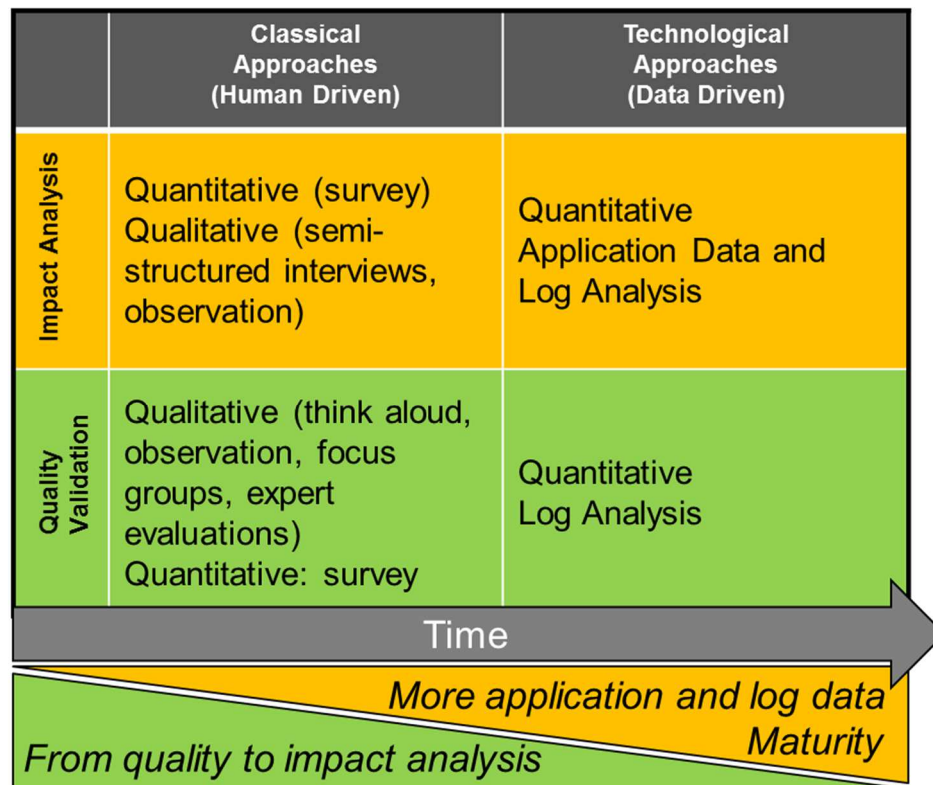 Classical
Approaches
(Human Driven)
Technological
Approaches
(Data Driven)
Impact Analysis
Quantitative (survey)
Qualitative (semi-
structured interviews,
observation)
Quantitative
Application Data and
Log Analysis
Quality
Validation
Qualitative (think aloud,
observation, focus
groups, expert
evaluations)
Quantitative: survey
Quantitative
Log Analysis
Time
More application and log data
Maturity
From quality to impact analysis